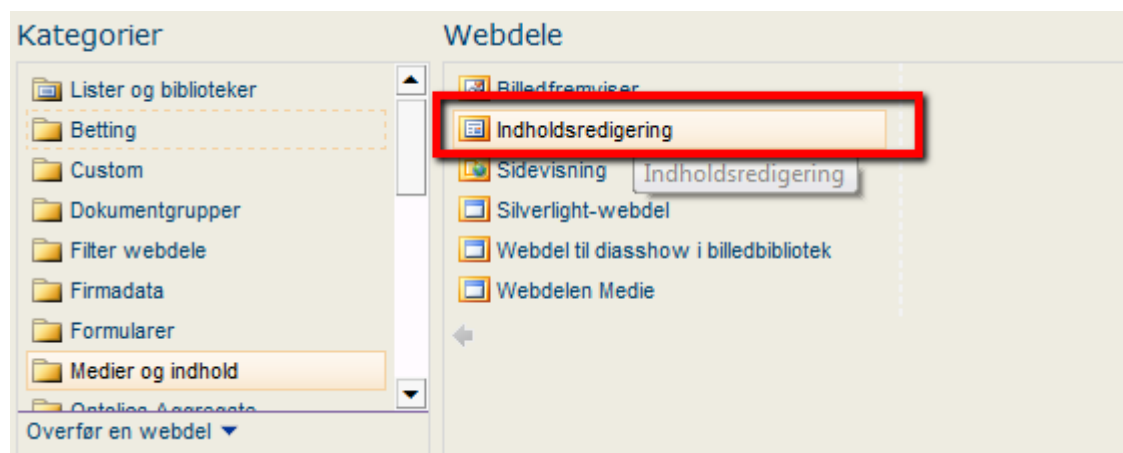 Kategorier
Lister og biblioteker
Betting
Custom
Dokumentgrupper
Filter webdele
Firmadata
Formularer
Medier og indhold
Overfør en webdel
Webdele
Billedfremviser
Indholdsredigering
Sidevisning
Indholdsredigering
Silverlight-webdel
Webdel til diasshow i billedbibliotek
Webdelen Medie